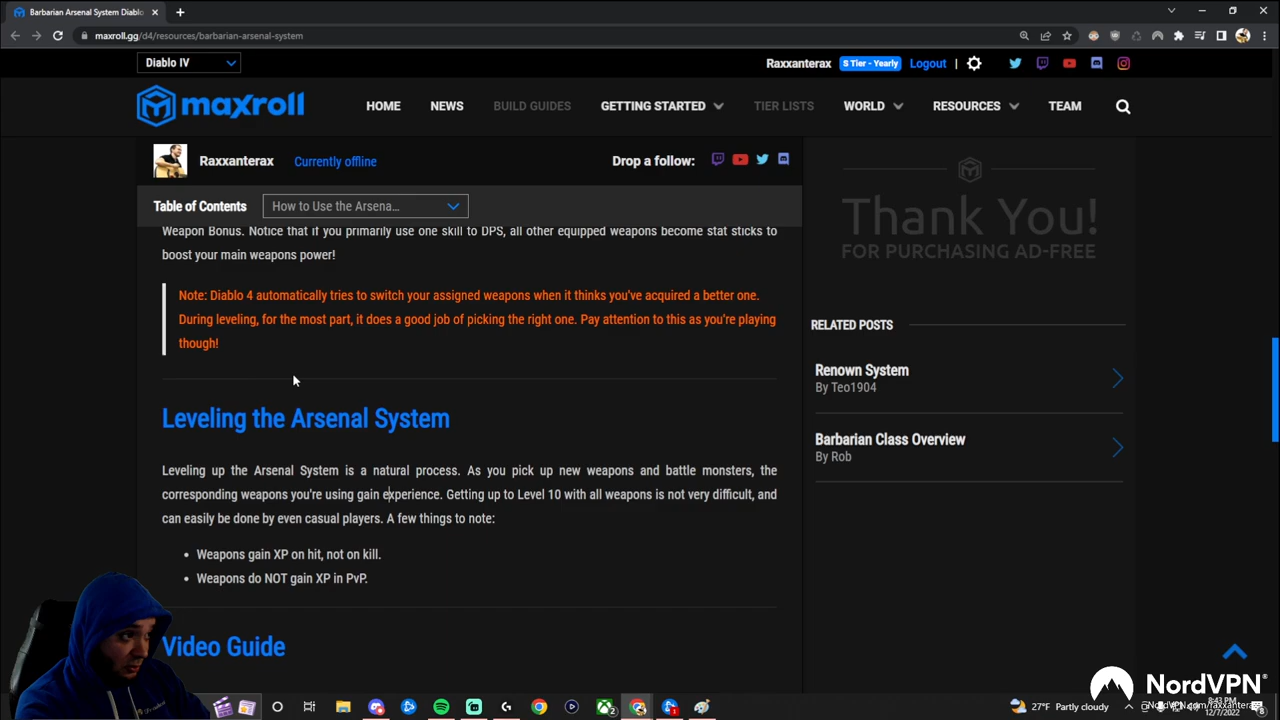 Barbarian Arsenal System Diablo
maxroll.gg/d4/resources/barbarian-arsenal-system
Diablo IV
Raxxanterax
S Tier - Yearly
Logout
maxroll
HOME
NEWS
BUILD GUIDES
GETTING STARTED
TIER LISTS
WORLD
RESOURCES
TEAM
Raxxanterax
Currently offline
Drop a follow:
Table of Contents
How to Use the Arsena...
Weapon Bonus. Notice that if you primarily use one skill to DPS, all other equipped weapons become stat sticks to
boost your main weapons power!
Note: Diablo 4 automatically tries to switch your assigned weapons when it thinks you've acquired a better one.
During leveling, for the most part, it does a good job of picking the right one. Pay attention to this as you're playing
though!
Leveling the Arsenal System
Leveling up the Arsenal System is a natural process. As you pick up new weapons and battle monsters, the
corresponding weapons you're using gain experience. Getting up to Level 10 with all weapons is not very difficult, and
can easily be done by even casual players. A few things to note:
• Weapons gain XP on hit, not on kill.
• Weapons do NOT gain XP in PvP.
Video Guide
Thank You!
FOR PURCHASING AD-FREE
RELATED POSTS
Renown System
By Teo1904
Barbarian Class Overview
By Rob
NordVPN
27°F Partly cloudy
8:43 PM
12/7/2022